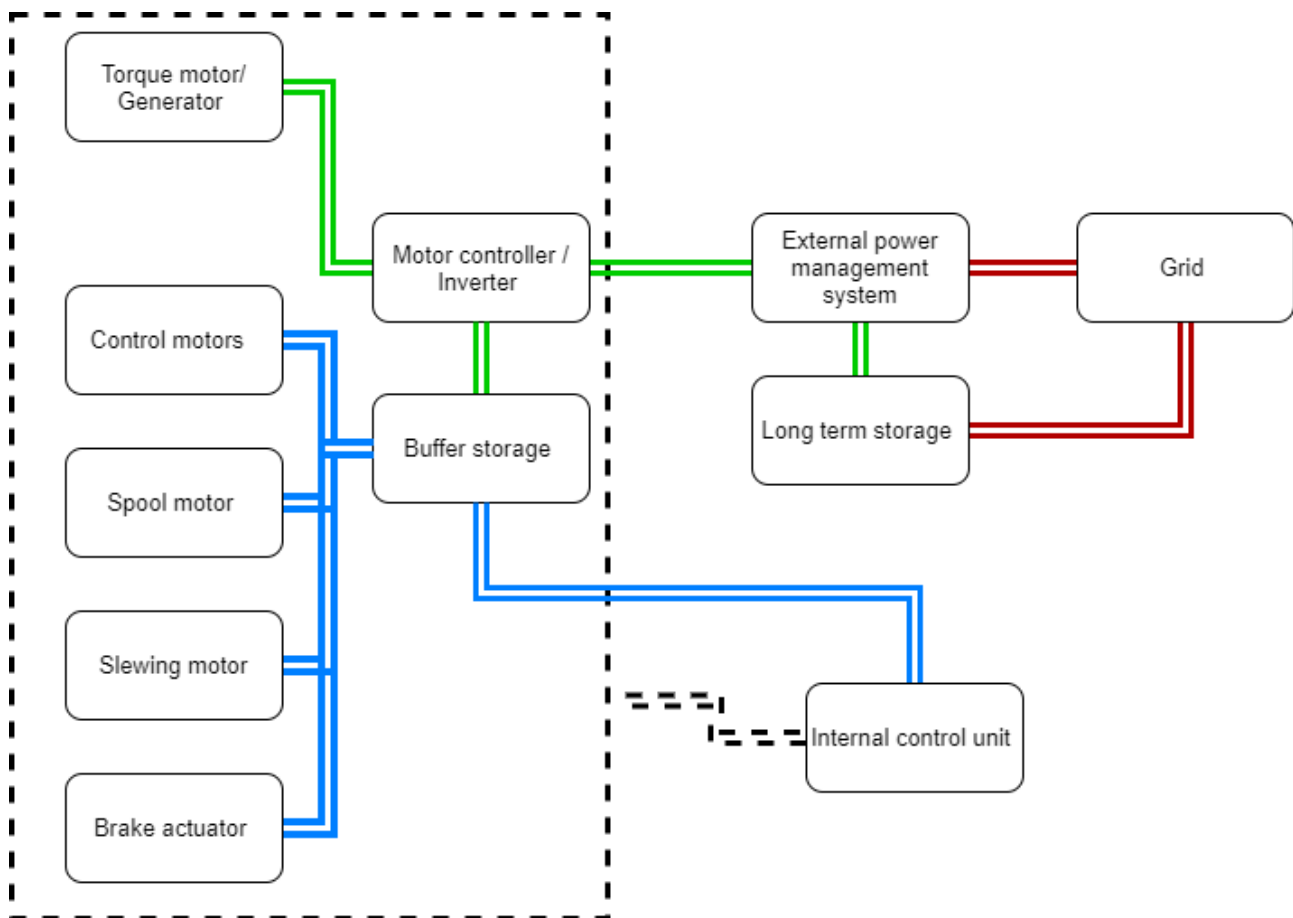 Torque motor/
Generator
Motor controller /
Inverter
External power
management
system
Grid
Control motors
Buffer storage
Long term storage
Spool motor
Slewing motor
Internal control unit
Brake actuator